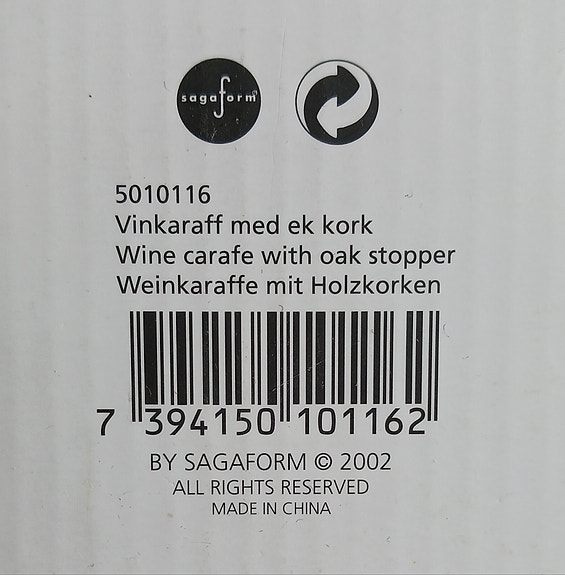 sagaform®
5010116
Vinkaraff med ek kork
Wine carafe with oak stopper
Weinkaraffe mit Holzkorken
7 394150 101162
BY SAGAFORM © 2002
ALL RIGHTS RESERVED
MADE IN CHINA